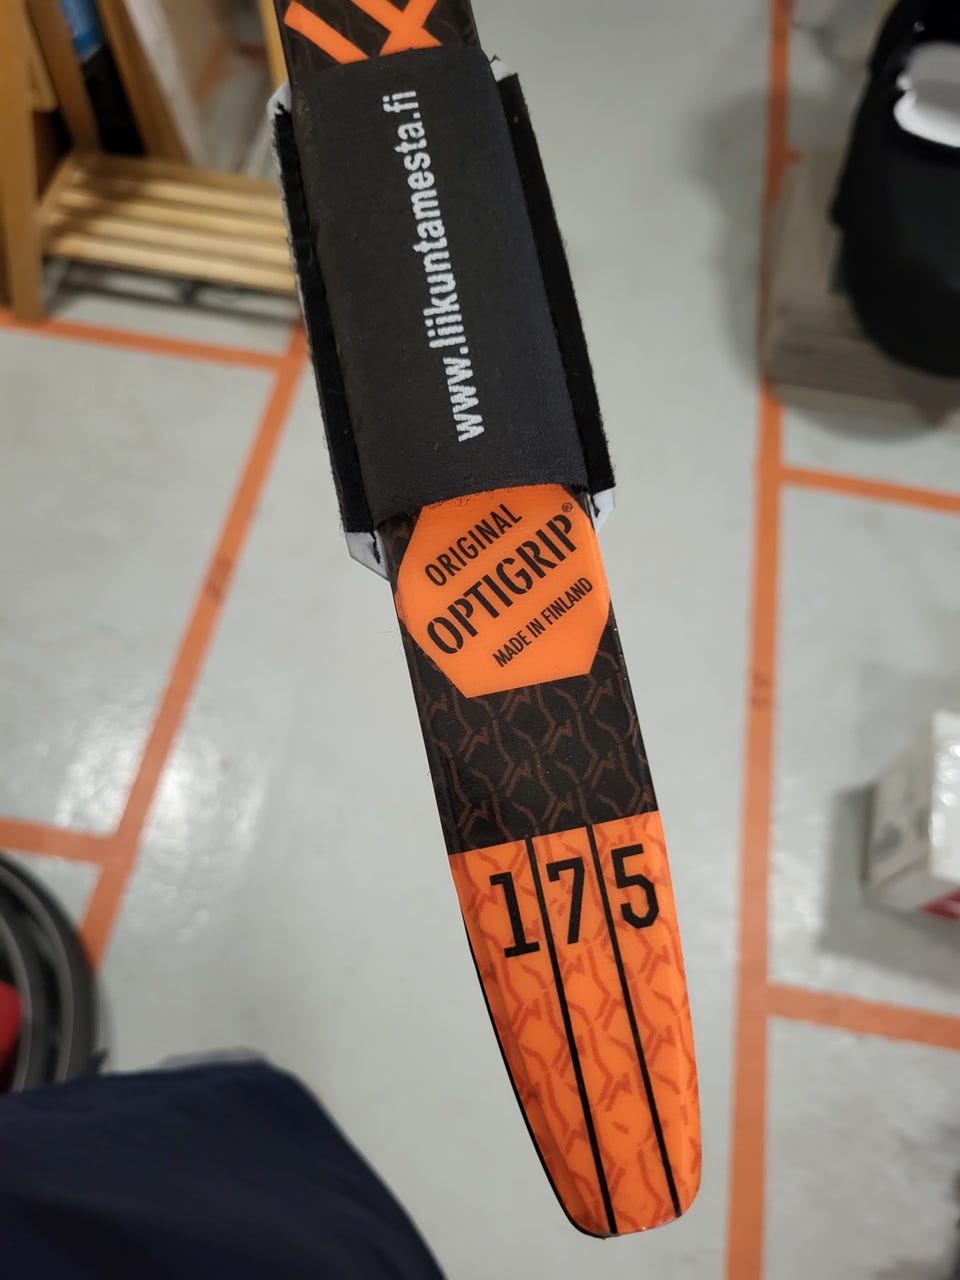 www.liikuntamesta.fi
ORIGINAL
OPTIGRIP®
MADE IN FINLAND
175